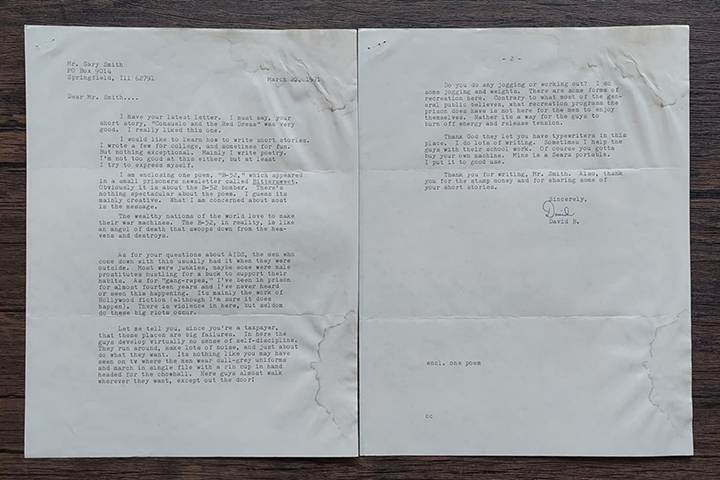 Mr. Gary Smith
PO Box 9014
Springfield, Ill 62791
March 22, 1971
Dear Mr. Smith....
I have your latest letter. I must say, your
short story, "Consuelo and the Red Dress" was very
good. I really liked this one.
I would like to learn how to write short stories.
I wrote a few for college, and sometimes for fun.
But nothing exceptional. Mainly I write poetry.
I'm not too good at this either, but at least
I try to express myself.
I am enclosing one poem, "B-52," which appeared
in a small prisoners newsletter called Bittersweet.
Obviously it is about the B-52 bomber. There's
nothing spectacular about the poem. I guess its
mainly creative. What I am concerned about most
is the message.
The wealthy nations of the world love to make
their war machines. The B-52, in reality, is like
an angel of death that swoops down from the hea-
vens and destroys.
As for your questions about AIDS, the men who
come down with this usually had it when they were
outside. Most were junkies, maybe some were male
prostitutes hustling for a buck to support their
habits. As for "gang-rapes," I've been in prison
for almost fourteen years and I've never heard
or seen this happening. Its mainly the work of
Hollywood fiction (although I'm sure it does
happen). There is violence in here, but seldom
do these big riots occur.
Let me tell you, since you're a taxpayer,
that these places are big failures. In here the
guys develop virtually no sense of self-discipline.
They run around, make lots of noise, and just about
do what they want. Its nothing like you may have
seen on tv where the men wear dull-grey uniforms
and march in single file with a tin cup in hand
headed for the chowhall. Here guys almost walk
wherever they want, except out the door!
- 2 -
Do you do any jogging or working out? I do
some jogging and weights. There are some forms of
recreation here. Contrary to what most of the gen-
eral public believes, what recreation programs the
prison does have is not here for the men to enjoy
themselves. Rather its a way for the guys to
burn off energy and release tension.
Thank God they let you have typewriters in this
place. I do lots of writing. Sometimes I help the
guys with their school work. Of course you gotta
buy your own machine. Mine is a Sears portable.
I put it to good use.
Thank you for writing, Mr. Smith. Also, thank
you for the stamp money and for sharing some of
your short stories.
Sincerely,
David
David B.
encl. one poem
cc